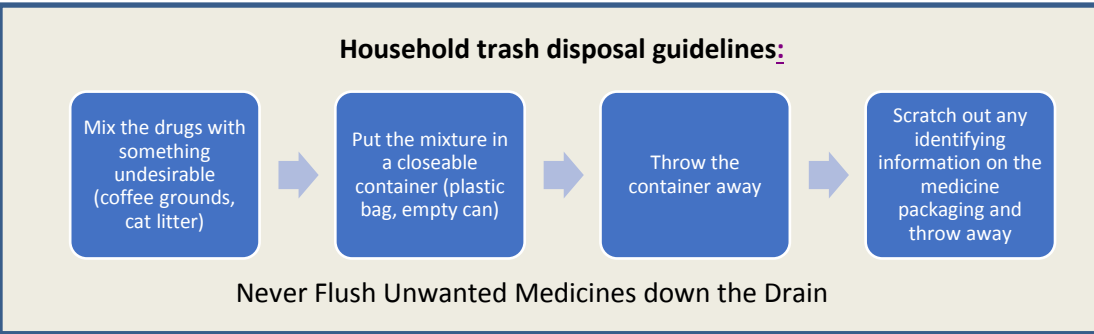 Household trash disposal guidelines:
Mix the drugs with
something
undesirable
(coffee grounds,
cat litter)
Put the mixture in
a closeable
container (plastic
bag, empty can)
Throw the
container away
Scratch out any
identifying
information on the
medicine
packaging and
throw away
Never Flush Unwanted Medicines down the Drain